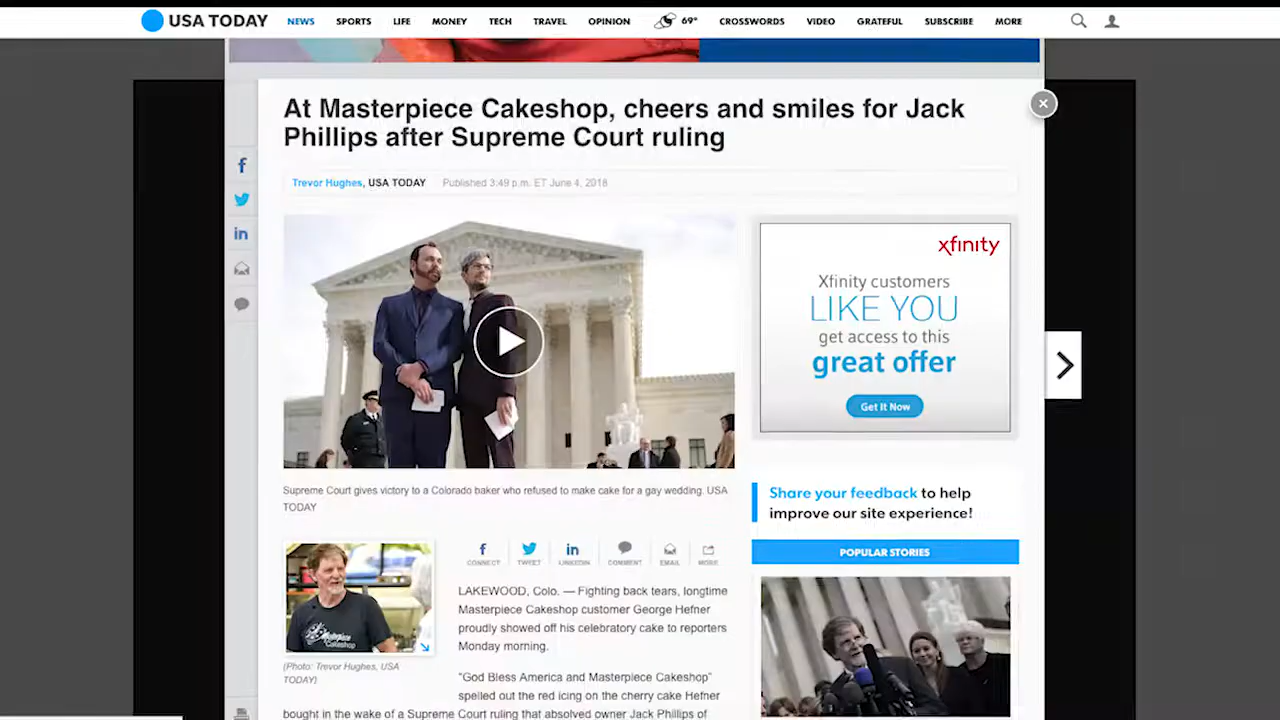 USA TODAY
NEWS SPORTS LIFE MONEY TECH TRAVEL OPINION 69° CROSSWORDS VIDEO GRATEFUL SUBSCRIBE MORE
At Masterpiece Cakeshop, cheers and smiles for Jack
Phillips after Supreme Court ruling
Trevor Hughes, USA TODAY Published 3:49 p.m. ET June 4, 2018
xfinity
Xfinity customers
LIKE YOU
get access to this
great offer
Get It Now
Supreme Court gives victory to a Colorado baker who refused to make cake for a gay wedding. USA
TODAY
Share your feedback to help
improve our site experience!
POPULAR STORIES
CONNECT TWEET LINKEDIN COMMENT EMAIL MORE
Masterpiece
Cakeshop
(Photo: Trevor Hughes, USA
TODAY)
LAKEWOOD, Colo. — Fighting back tears, longtime
Masterpiece Cakeshop customer George Hefner
proudly showed off his celebratory cake to reporters
Monday morning.
"God Bless America and Masterpiece Cakeshop"
spelled out the red icing on the cherry cake Hefner
bought in the wake of a Supreme Court ruling that absolved owner Jack Phillips of